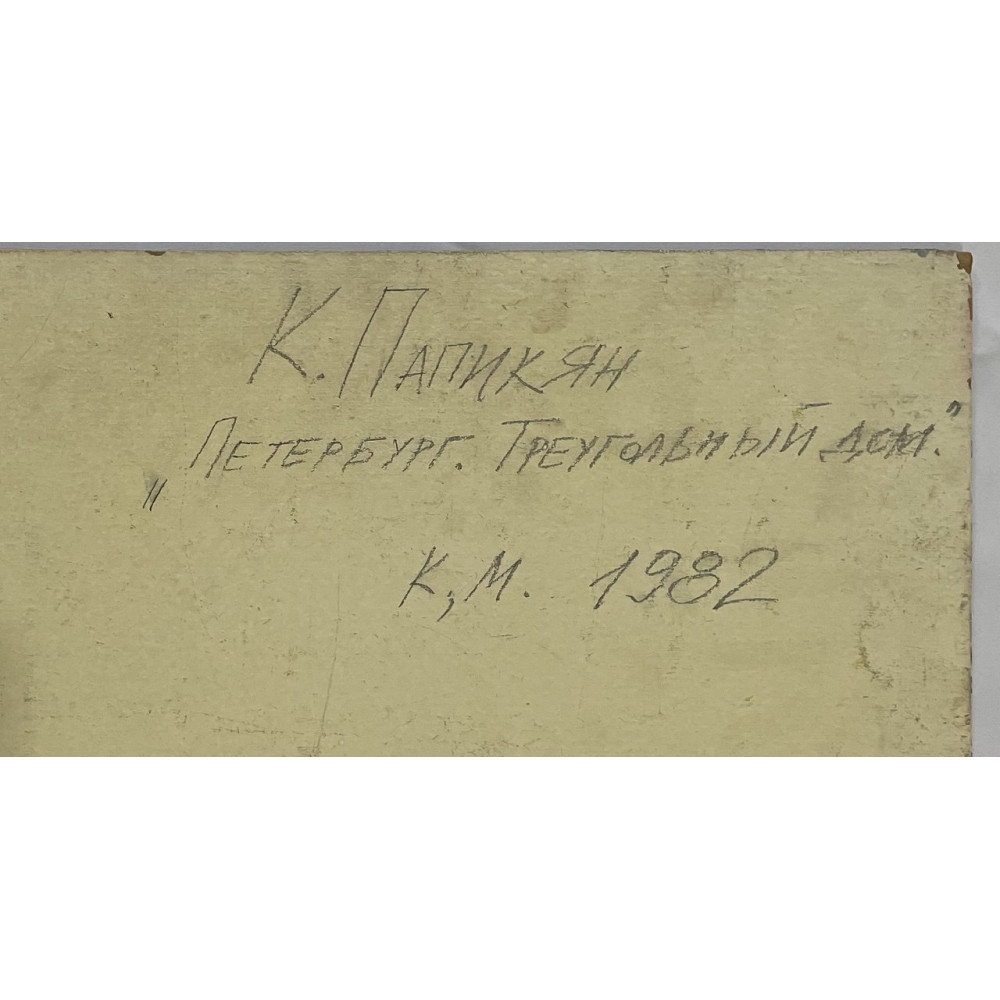 К. Папикян
„Петербург. Треугольный дом."
К, М. 1982